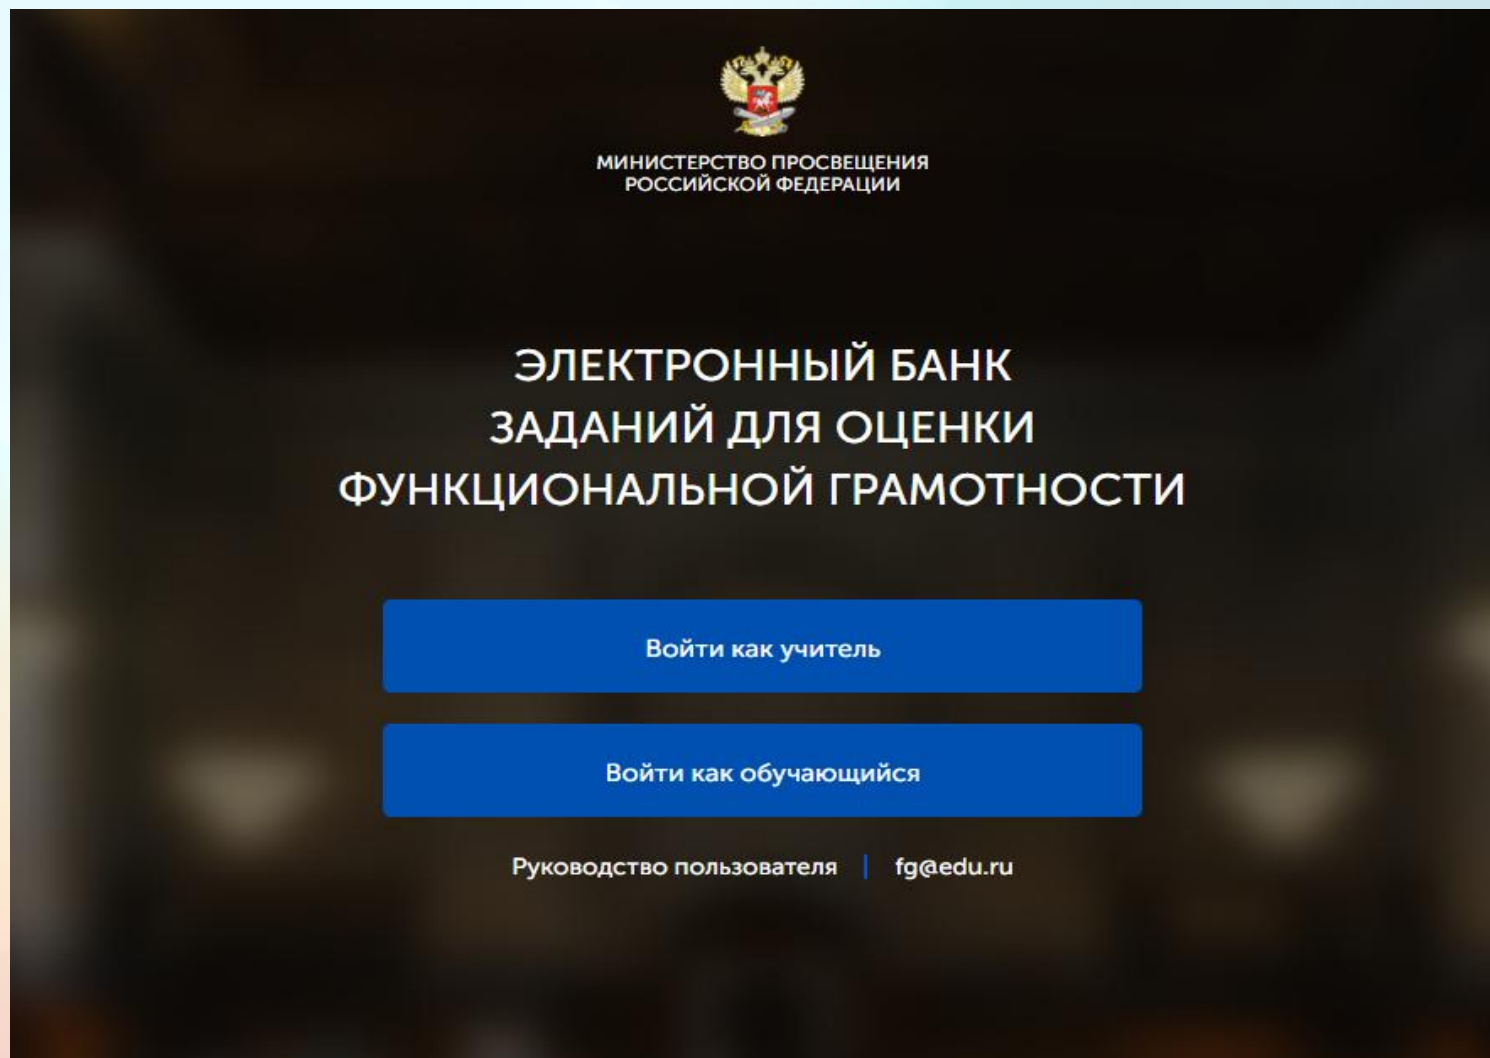 МИНИСТЕРСТВО ПРОСВЕЩЕНИЯ
РОССИЙСКОЙ ФЕДЕРАЦИИ
ЭЛЕКТРОННЫЙ БАНК
ЗАДАНИЙ ДЛЯ ОЦЕНКИ
ФУНКЦИОНАЛЬНОЙ ГРАМОТНОСТИ
Войти как учитель
Войти как обучающийся
Руководство пользователя | fg@edu.ru